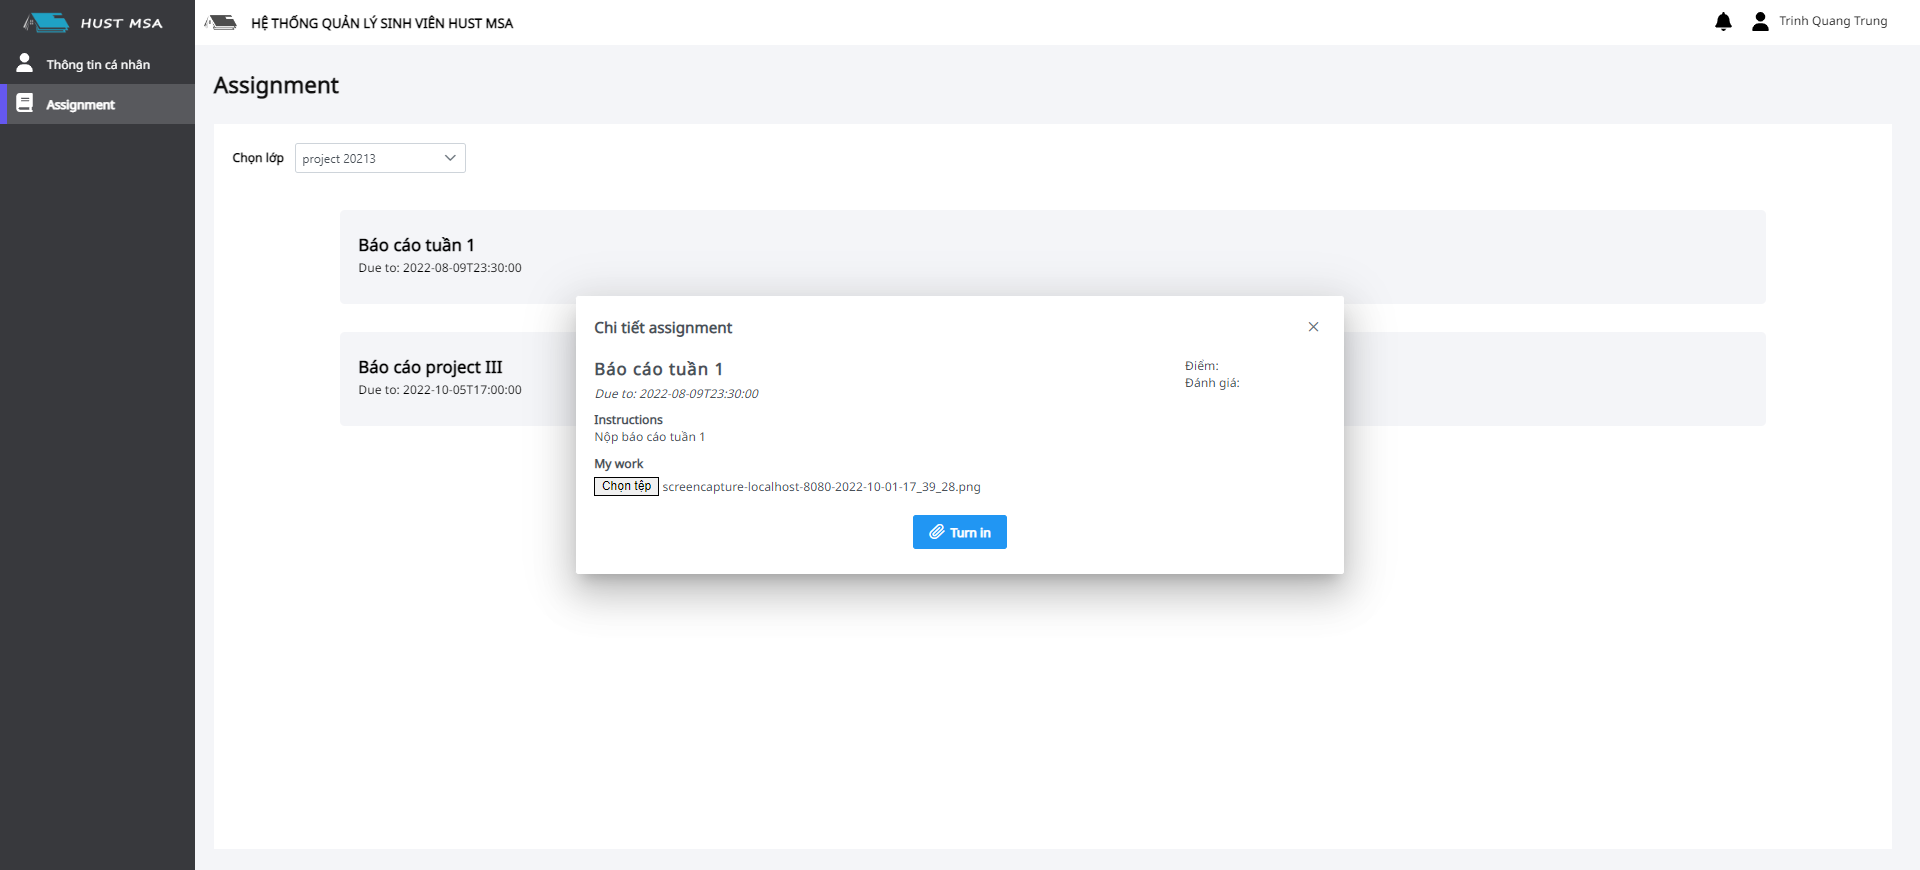 HUST MSA
Thông tin cá nhân
Assignment
HỆ THỐNG QUẢN LÝ SINH VIÊN HUST MSA
Trinh Quang Trung
Assignment
Chọn lớp
project 20213
Báo cáo tuần 1
Due to: 2022-08-09T23:30:00
Báo cáo project III
Due to: 2022-10-05T17:00:00
Chi tiết assignment
Báo cáo tuần 1
Due to: 2022-08-09T23:30:00
Điểm:
Đánh giá:
Instructions
Nộp báo cáo tuần 1
My work
Chọn tệp screencapture-localhost-8080-2022-10-01-17_39_28.png
Turn in